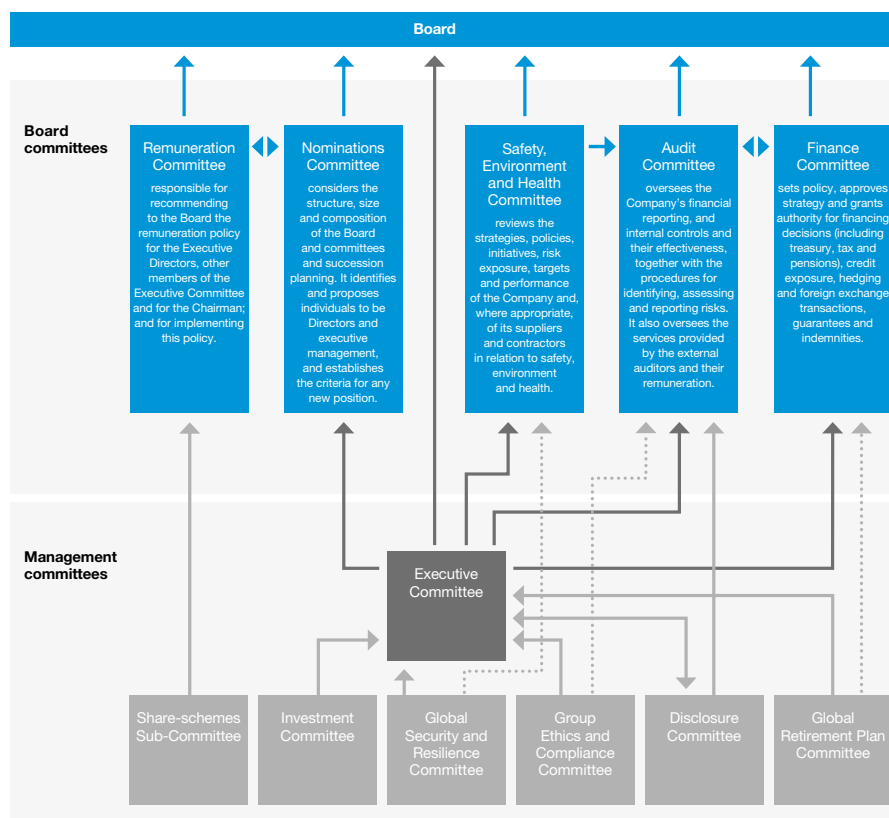 Board
Board
committees
Remuneration
Committee
responsible for
recommending
to the Board the
remuneration policy
for the Executive
Directors, other
members of the
Executive Committee
and for the Chairman;
and for implementing
this policy.
Nominations
Committee
considers the
structure, size
and composition
of the Board
and committees
and succession
planning. It identifies
and proposes
individuals to be
Directors and
executive
management,
and establishes
the criteria for any
new position.
Safety,
Environment
and Health
Committee
reviews the
strategies, policies,
initiatives, risk
exposure, targets
and performance
of the Company and,
where appropriate,
of its suppliers
and contractors
in relation to safety,
environment
and health.
Audit
Committee
oversees the
Company's financial
reporting, and
internal controls and
their effectiveness,
together with the
procedures for
identifying, assessing
and reporting risks.
It also oversees the
services provided
by the external
auditors and their
remuneration.
Finance
Committee
sets policy, approves
strategy and grants
authority for financing
decisions (including
treasury, tax and
pensions), credit
exposure, hedging
and foreign exchange
transactions,
guarantees and
indemnities.
Management
committees
Executive
Committee
Share-schemes
Sub-Committee
Investment
Committee
Global
Security and
Resilience
Committee
Group
Ethics and
Compliance
Committee
Disclosure
Committee
Global
Retirement Plan
Committee